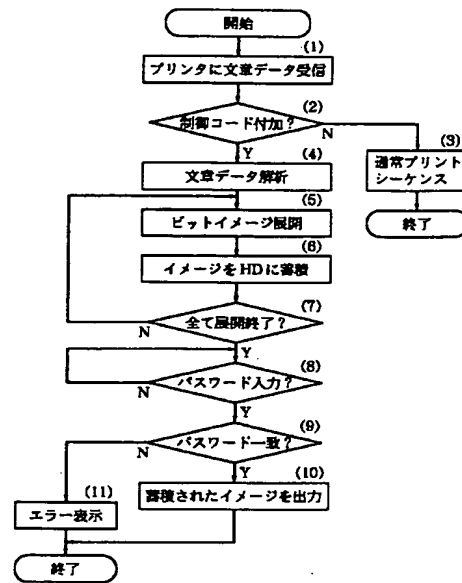 開始
(1)
プリンタに文章データ受信
(2)
制御コード付加?
N
Y
(3)
通常プリント
シーケンス
終了
(4)
文章データ解析
(5)
ビットイメージ展開
(6)
イメージをHDに蓄積
(7)
全て展開終了?
N
Y
(8)
パスワード入力?
N
Y
(9)
パスワード一致?
N
Y
(10)
蓄積されたイメージを出力
(11)
エラー表示
終了